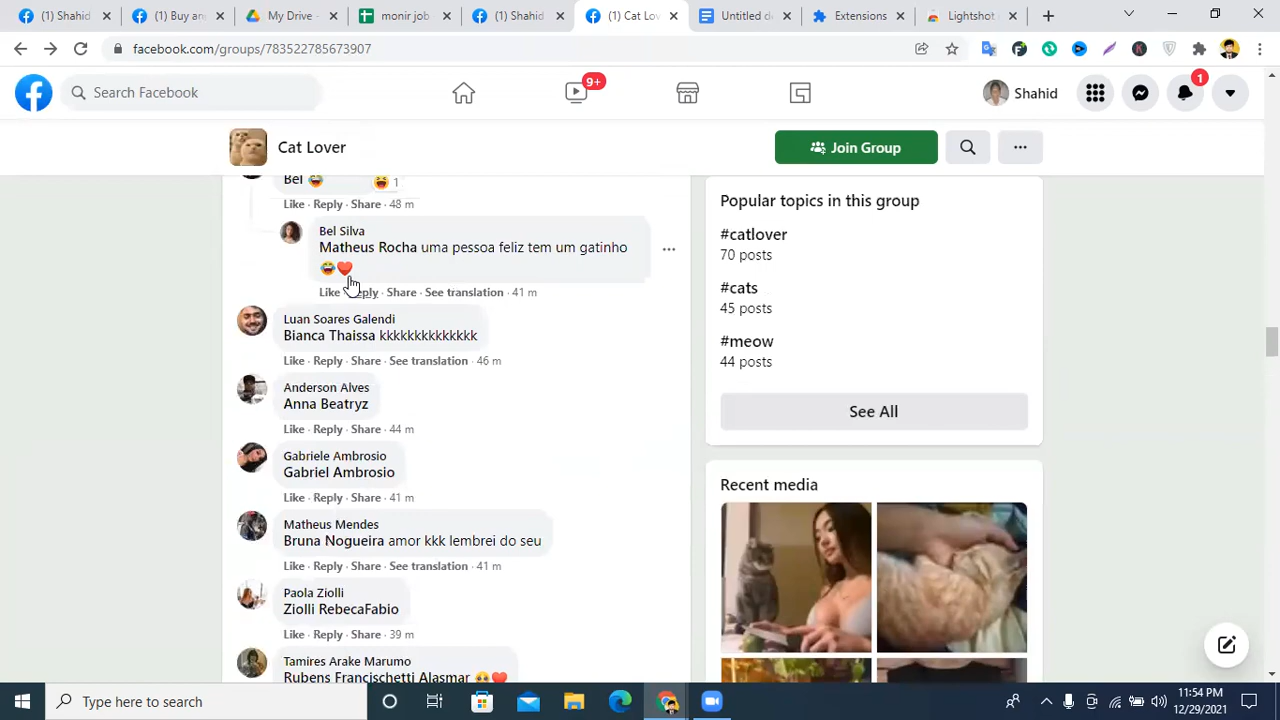 (1) Shahid
(1) Buy an
My Drive -
monir job
(1) Shahid
(1) Cat Lov
Untitled d
Extensions
Lightshot
facebook.com/groups/783522785673907
Search Facebook
9+
Shahid
1
Cat Lover
Join Group
Bel 1
Like · Reply · Share · 48 m
Bel Silva
Matheus Rocha uma pessoa feliz tem um gatinho
😂❤️
Like · Reply · Share · See translation · 41 m
Luan Soares Galendi
Bianca Thaissa kkkkkkkkkkkkkk
Like · Reply · Share · See translation · 46 m
Anderson Alves
Anna Beatryz
Like · Reply · Share · 44 m
Gabriele Ambrosio
Gabriel Ambrosio
Like · Reply · Share · 41 m
Matheus Mendes
Bruna Nogueira amor kkk lembrei do seu
Like · Reply · Share · See translation · 41 m
Paola Ziolli
Ziolli RebecaFabio
Like · Reply · Share · 39 m
Tamires Arake Marumo
Rubens Francischetti Alasmar 🥺❤️
Popular topics in this group
#catlover
70 posts
#cats
45 posts
#meow
44 posts
See All
Recent media
Type here to search
11:54 PM
12/29/2021